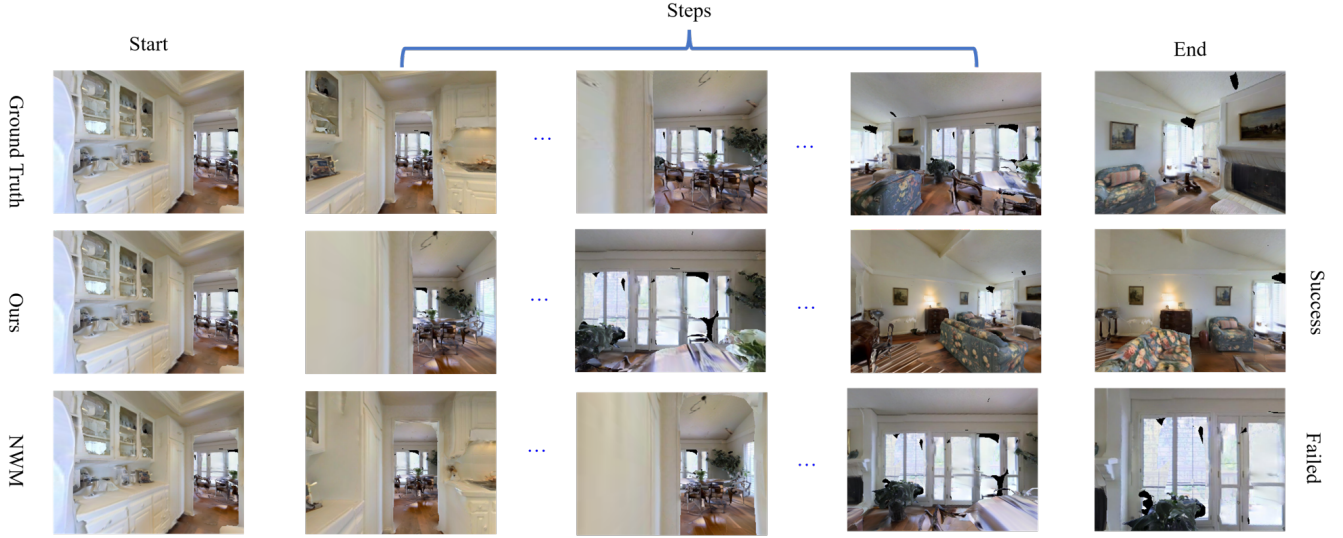 Steps
Start
End
Ground Truth
...
...
Ours
...
...
Success
NWM
...
...
Failed